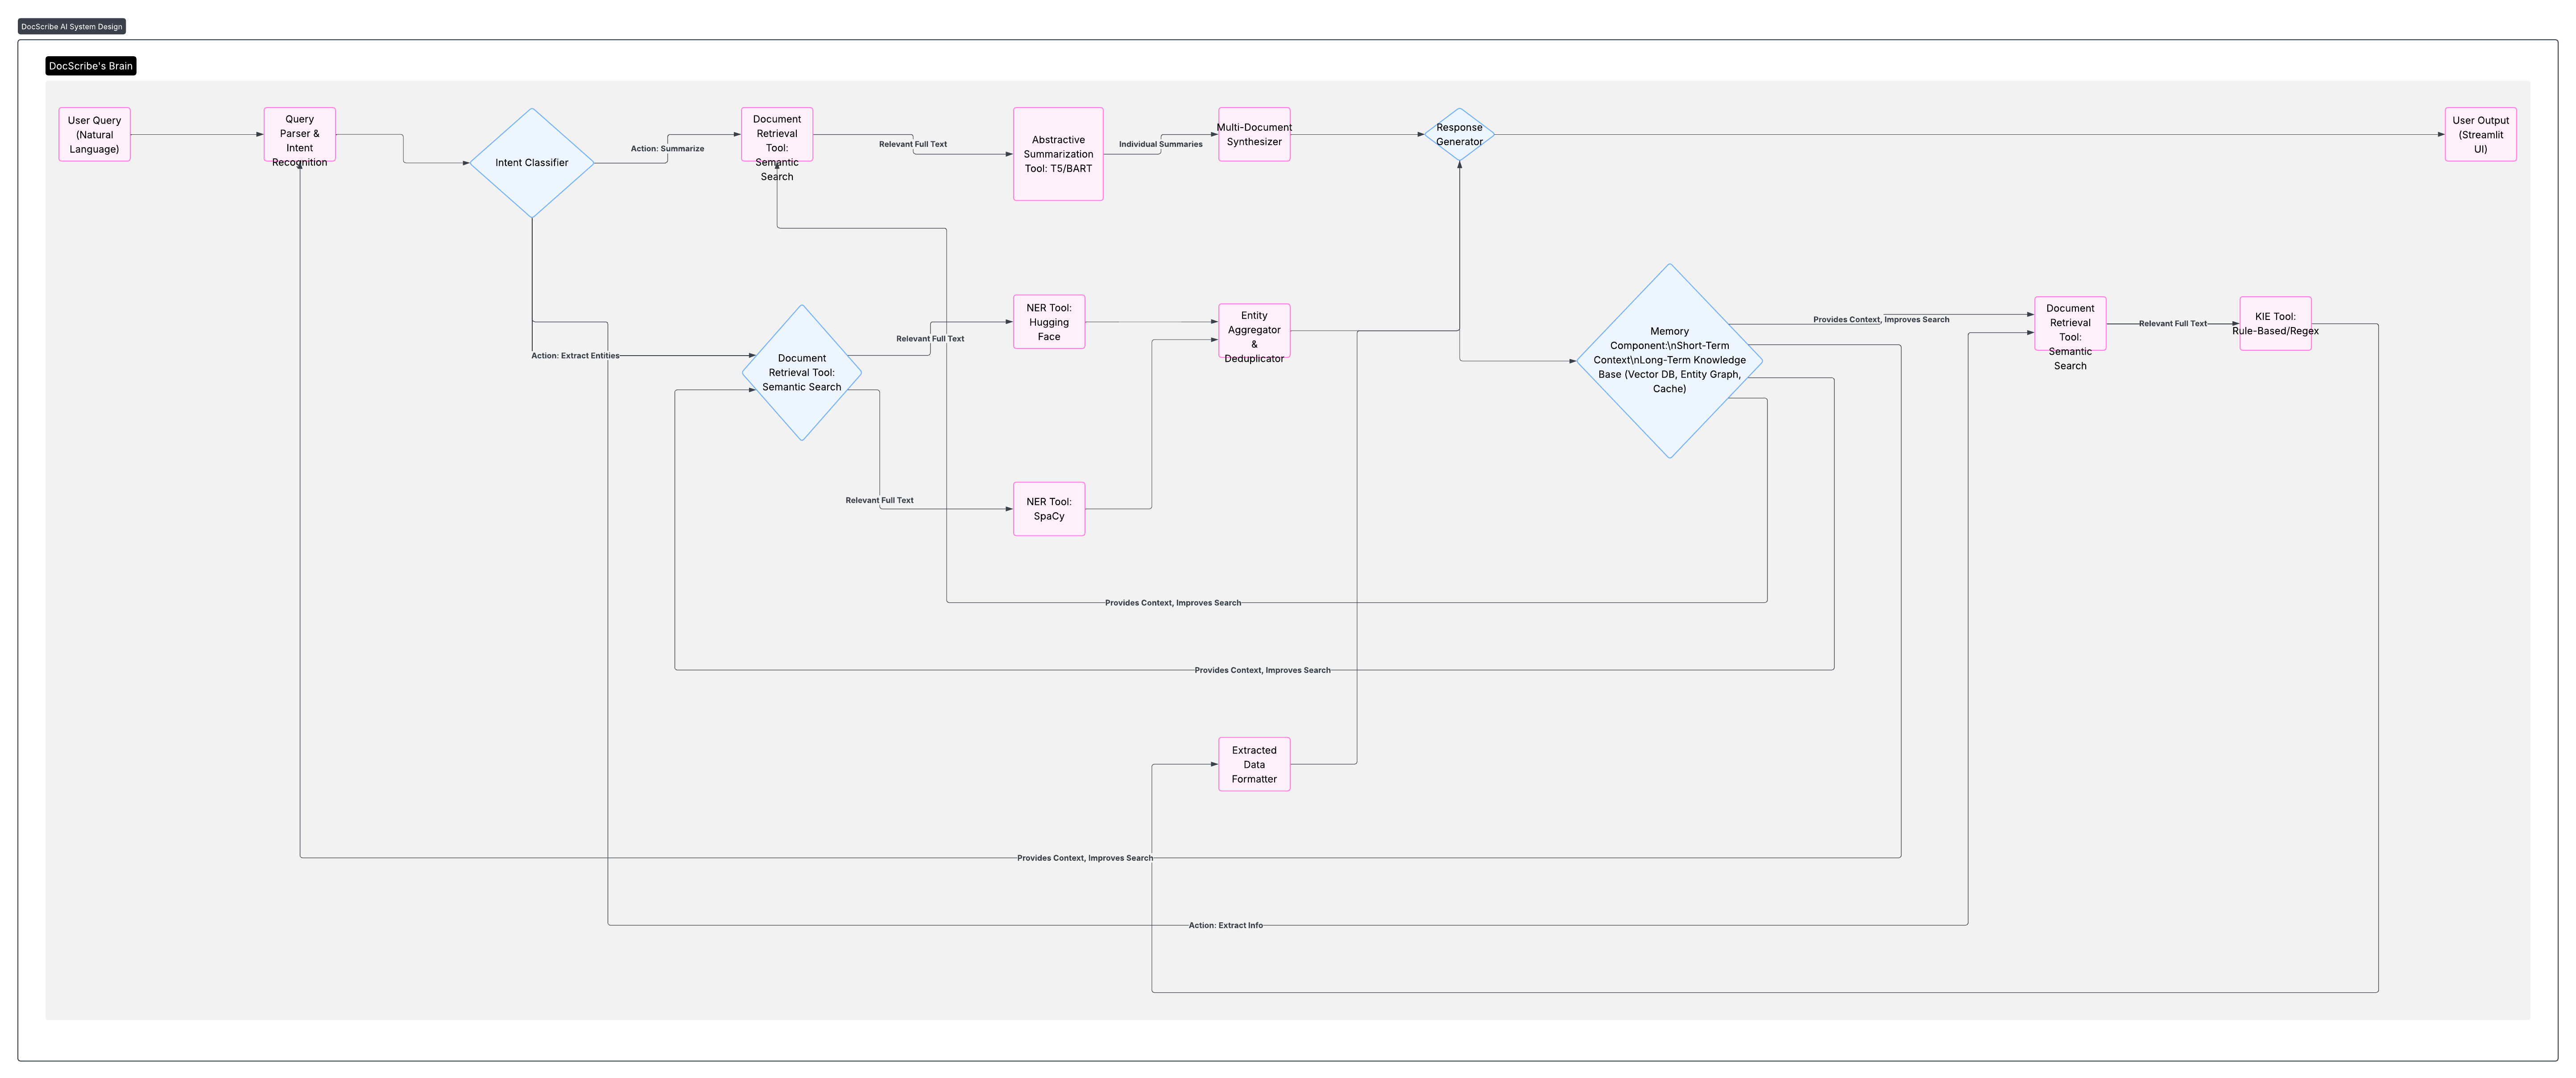 DocScribe AI System Design
DocScribe's Brain
User Query
(Natural
Language)
Query
Parser &
Intent
Recognition
Intent Classifier
Action: Summarize
Document
Retrieval
Tool:
Semantic
Search
Relevant Full Text
Abstractive
Summarization
Tool: T5/BART
Individual Summaries
Multi-Document
Synthesizer
Response
Generator
User Output
(Streamlit
UI)
Action: Extract Entities
Document
Retrieval Tool:
Semantic Search
Relevant Full Text
NER Tool:
Hugging
Face
Entity
Aggregator
&
Deduplicator
Memory
Component:\nShort-Term
Context\nLong-Term Knowledge
Base (Vector DB, Entity Graph,
Cache)
Provides Context, Improves Search
Document
Retrieval
Tool:
Semantic
Search
Relevant Full Text
KIE Tool:
Rule-Based/Regex
Relevant Full Text
NER Tool:
SpaCy
Provides Context, Improves Search
Provides Context, Improves Search
Extracted
Data
Formatter
Provides Context, Improves Search
Action: Extract Info